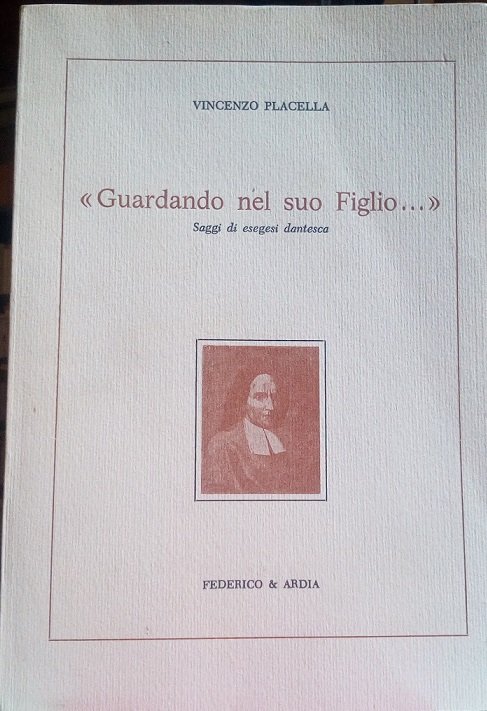 VINCENZO PLACELLA
« Guardando nel suo Figlio... »
Saggi di esegesi dantesca
FEDERICO & ARDIA